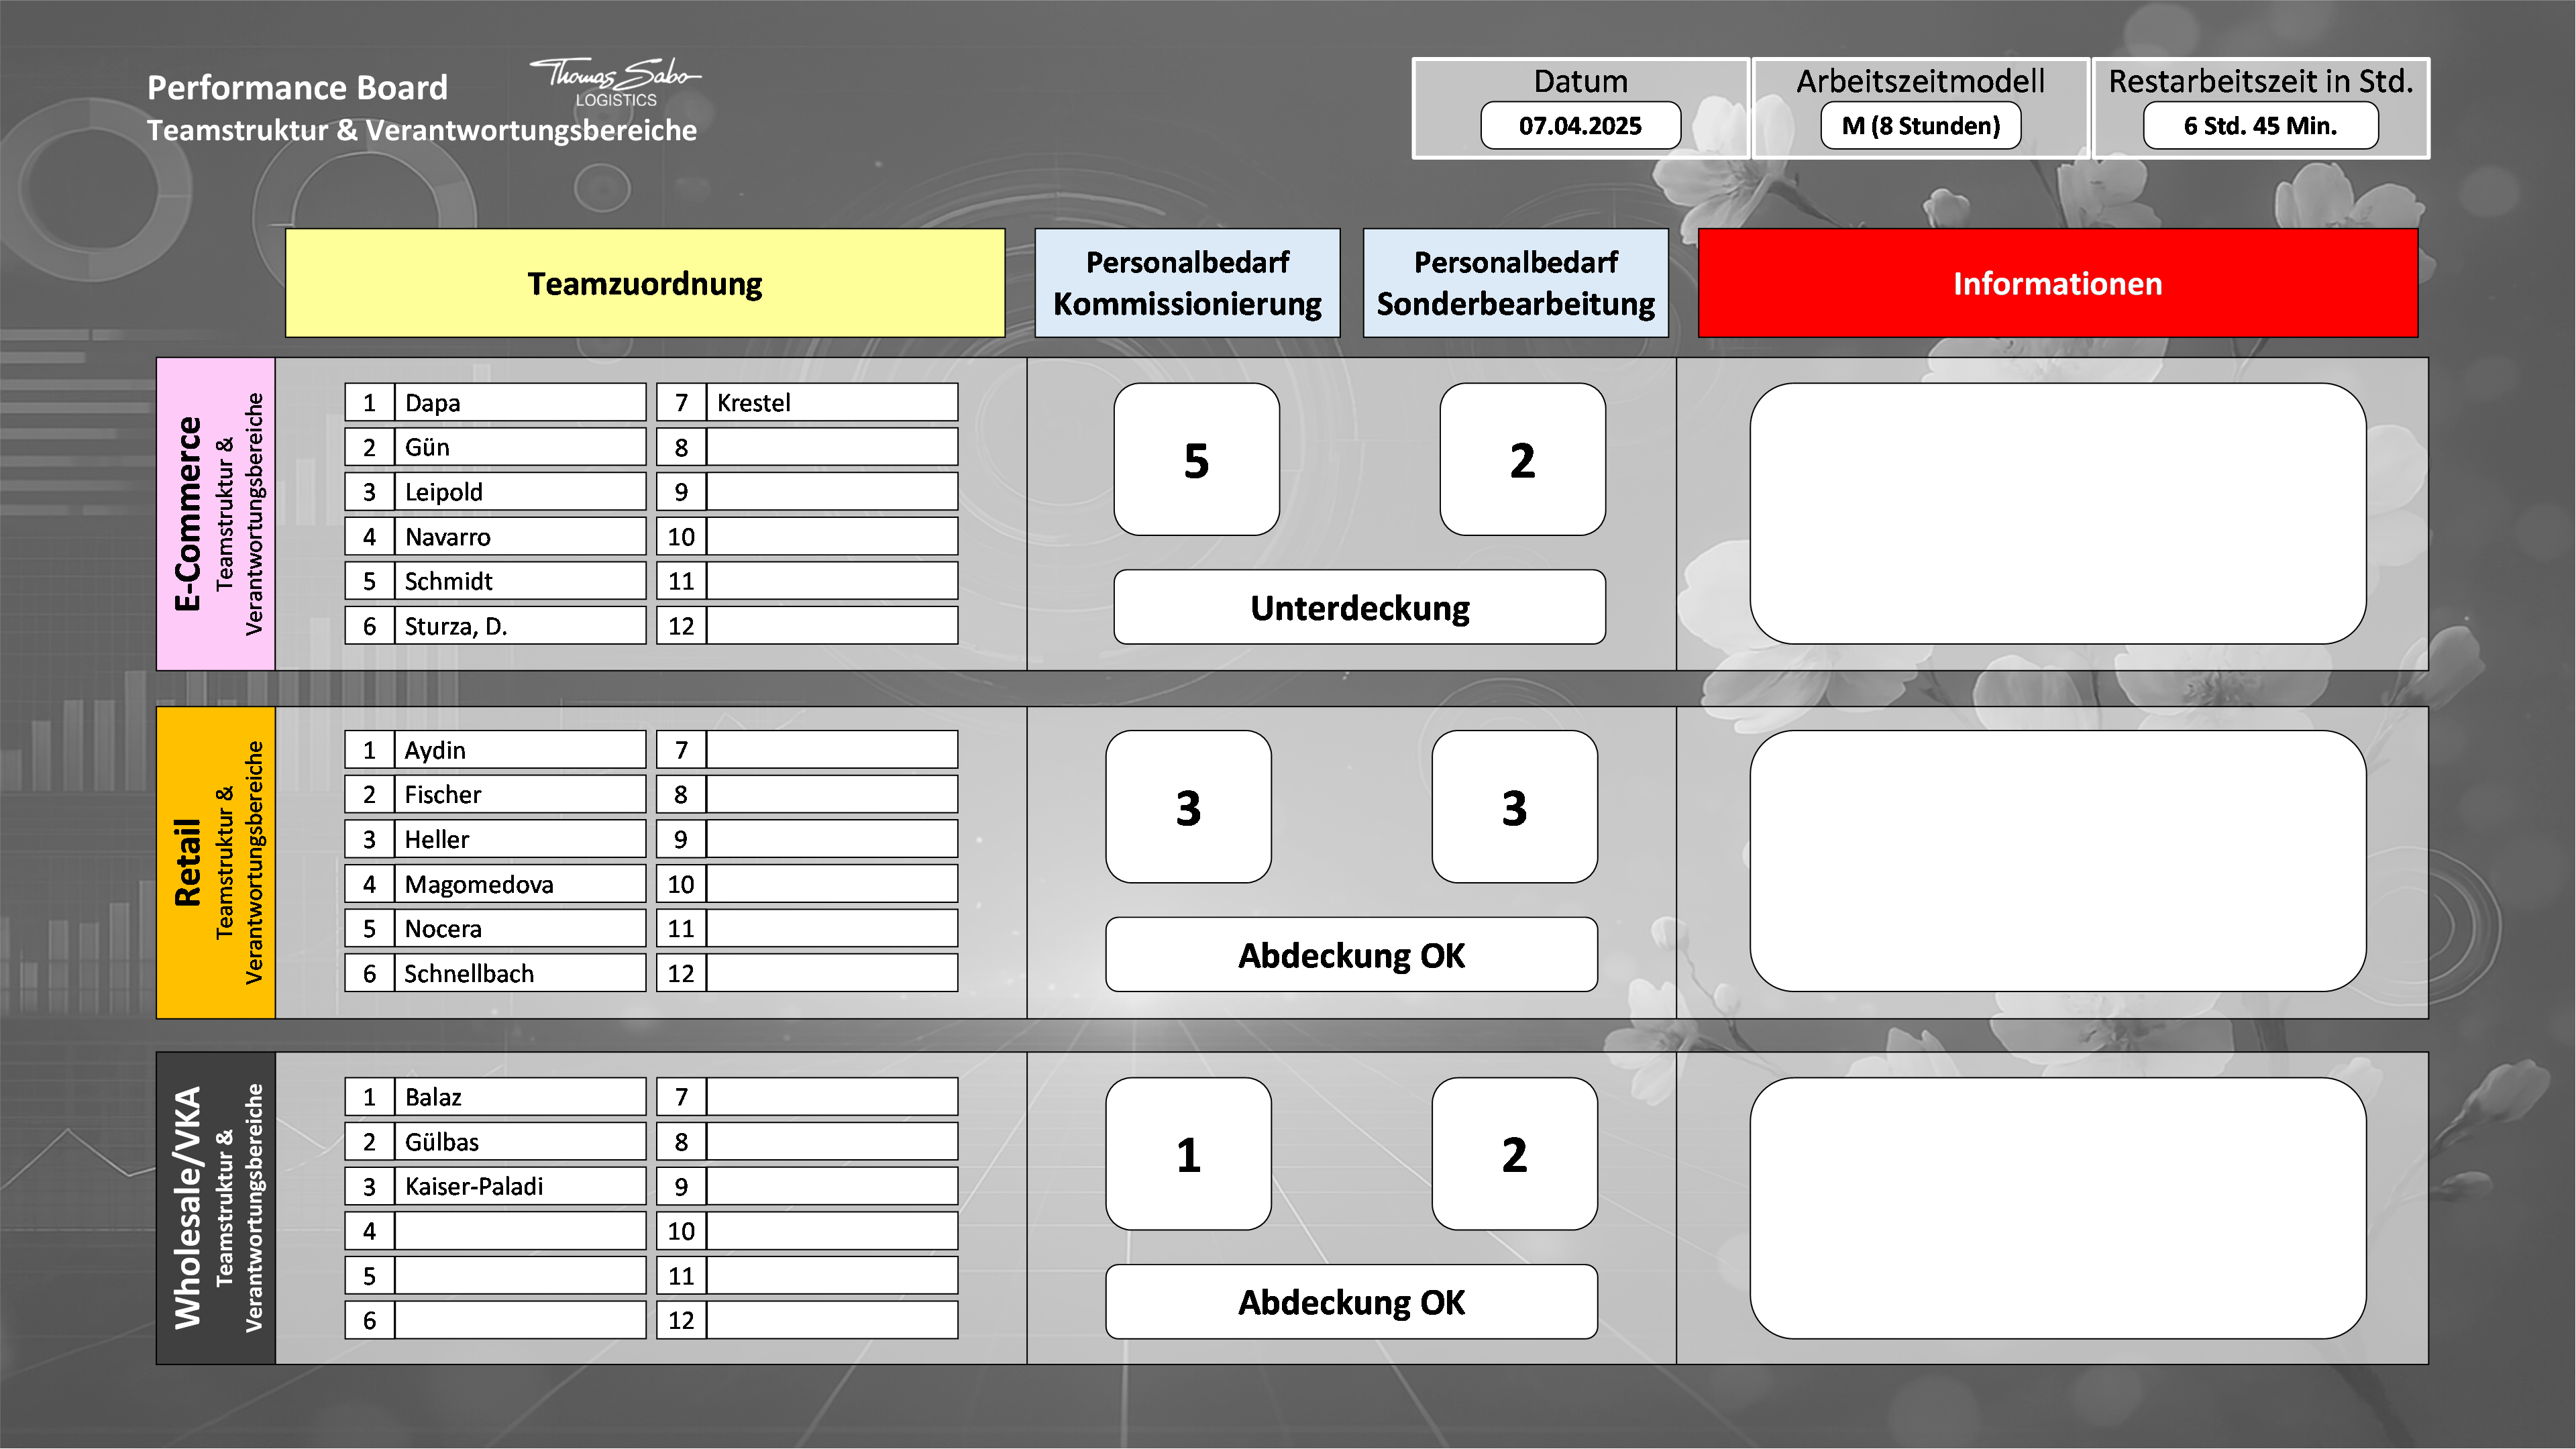 Performance Board
Thomas Sabo
LOGISTICS
Teamstruktur & Verantwortungsbereiche
Datum
07.04.2025
Arbeitszeitmodell
M (8 Stunden)
Restarbeitszeit in Std.
6 Std. 45 Min.
Teamzuordnung
Personalbedarf
Kommissionierung
Personalbedarf
Sonderbearbeitung
Informationen
E-Commerce
Teamstruktur &
Verantwortungsbereiche
1 Dapa 7 Krestel
2 Gün 8
3 Leipold 9
4 Navarro 10
5 Schmidt 11
6 Sturza, D. 12
5 2
Unterdeckung
Retail
Teamstruktur &
Verantwortungsbereiche
1 Aydin 7
2 Fischer 8
3 Heller 9
4 Magomedova 10
5 Nocera 11
6 Schnellbach 12
3 3
Abdeckung OK
Wholesale/VKA
Teamstruktur &
Verantwortungsbereiche
1 Balaz 7
2 Gülbas 8
3 Kaiser-Paladi 9
4 10
5 11
6 12
1 2
Abdeckung OK